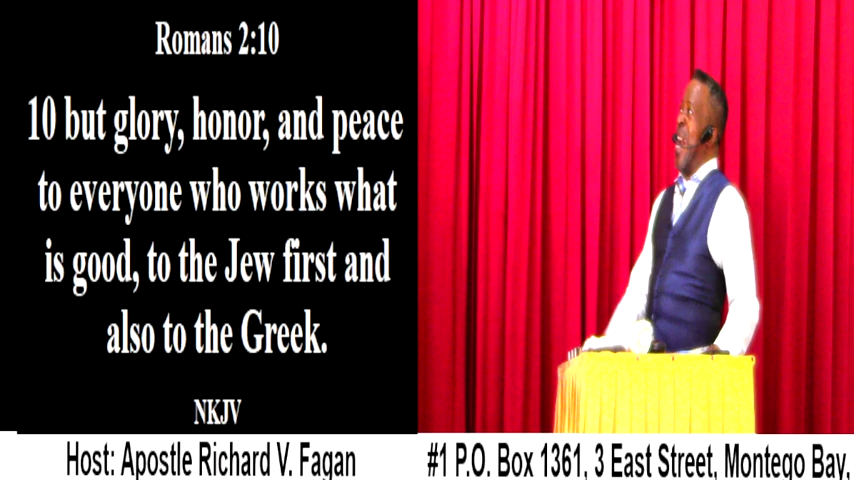 Romans 2:10
10 but glory, honor, and peace
to everyone who works what
is good, to the Jew first and
also to the Greek.
NKJV
Host: Apostle Richard V. Fagan
#1 P.O. Box 1361, 3 East Street, Montego Bay,